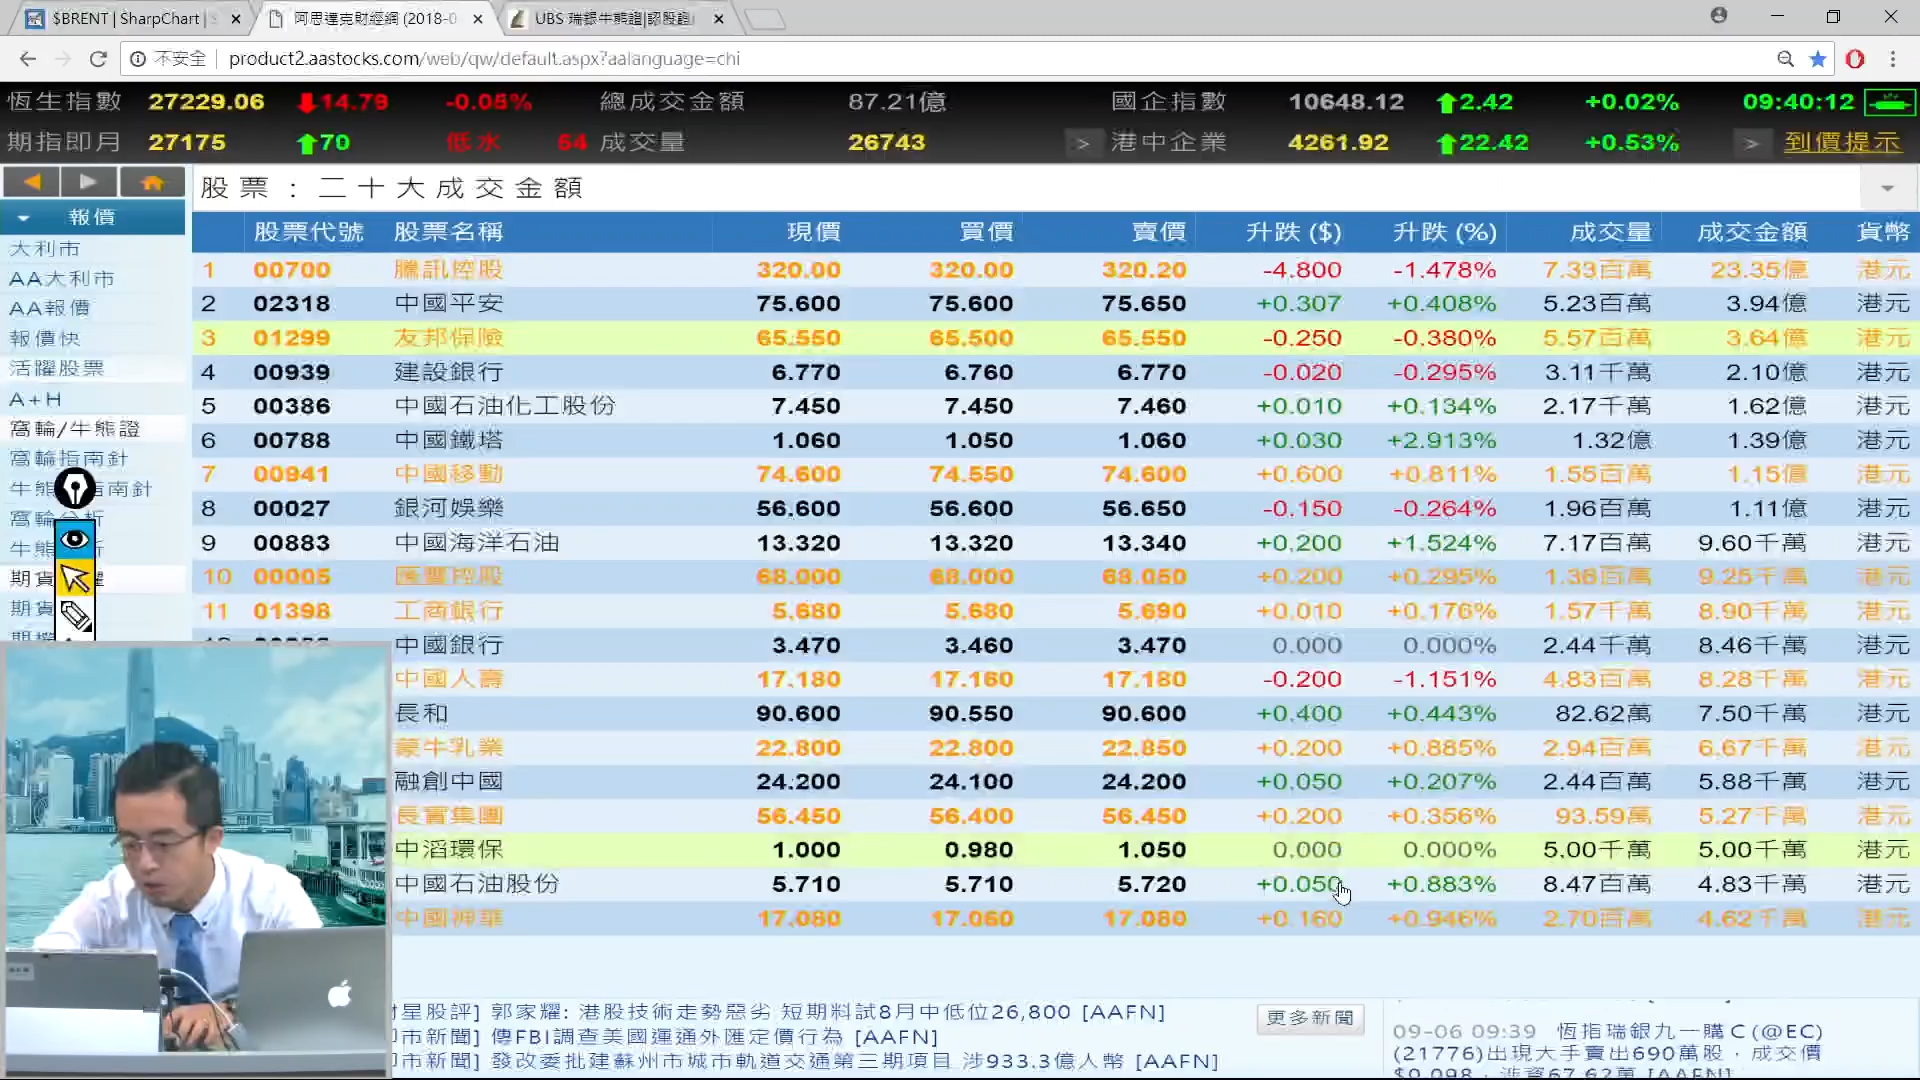 $BRENT | SharpChart | S
阿思達克財經網 (2018-0
UBS 瑞銀牛熊證|認股證|
不安全 product2.aastocks.com/web/qw/default.aspx?aalanguage=chi
恆生指數 27229.06 14.79 -0.05% 總成交金額 87.21億 國企指數 10648.12 2.42 +0.02% 09:40:12
期指即月 27175 70 低水 54 成交量 26743 > 港中企業 4261.92 22.42 +0.53% > 到價提示
股票:二十大成交金額
報價
大利市
AA大利市
AA報價
報價快
活躍股票
A+H
窩輪/牛熊證
窩輪指南針
股票代號 股票名稱 現價 買價 賣價 升跌 ($) 升跌 (%) 成交量 成交金額 貨幣
1 00700 騰訊控股 320.00 320.00 320.20 -4.800 -1.478% 7.33百萬 23.35億 港元
2 02318 中國平安 75.600 75.600 75.650 +0.307 +0.408% 5.23百萬 3.94億 港元
3 01299 友邦保險 65.550 65.500 65.550 -0.250 -0.380% 5.57百萬 3.64億 港元
4 00939 建設銀行 6.770 6.760 6.770 -0.020 -0.295% 3.11千萬 2.10億 港元
5 00386 中國石油化工股份 7.450 7.450 7.460 +0.010 +0.134% 2.17千萬 1.62億 港元
6 00788 中國鐵塔 1.060 1.050 1.060 +0.030 +2.913% 1.32億 1.39億 港元
7 00941 中國移動 74.600 74.550 74.600 +0.600 +0.811% 1.55百萬 1.15億 港元
8 00027 銀河娛樂 56.600 56.600 56.650 -0.150 -0.264% 1.96百萬 1.11億 港元
9 00883 中國海洋石油 13.320 13.320 13.340 +0.200 +1.524% 7.17百萬 9.60千萬 港元
10 00005 匯豐控股 68.000 68.000 68.050 +0.200 +0.295% 1.36百萬 9.25千萬 港元
11 01398 工商銀行 5.680 5.680 5.690 +0.010 +0.176% 1.57千萬 8.90千萬 港元
中國銀行 3.470 3.460 3.470 0.000 0.000% 2.44千萬 8.46千萬 港元
中國人壽 17.180 17.160 17.180 -0.200 -1.151% 4.83百萬 8.28千萬 港元
長和 90.600 90.550 90.600 +0.400 +0.443% 82.62萬 7.50千萬 港元
蒙牛乳業 22.800 22.800 22.850 +0.200 +0.885% 2.94百萬 6.67千萬 港元
融創中國 24.200 24.100 24.200 +0.050 +0.207% 2.44百萬 5.88千萬 港元
長實集團 56.450 56.400 56.450 +0.200 +0.356% 93.59萬 5.27千萬 港元
中滔環保 1.000 0.980 1.050 0.000 0.000% 5.00千萬 5.00千萬 港元
中國石油股份 5.710 5.710 5.720 +0.050 +0.883% 8.47百萬 4.83千萬 港元
中國神華 17.080 17.060 17.080 +0.160 +0.946% 2.70百萬 4.62千萬 港元
星股評] 郭家耀: 港股技術走勢惡劣 短期料試8月中低位26,800 [AAFN]
市新聞] 傳FBI調查美國運通外匯定價行為 [AAFN]
市新聞] 發改委批建蘇州市城市軌道交通第三期項目 涉933.3億人幣 [AAFN]
更多新聞
09-06 09:39 恆指瑞銀九一購C(@EC)
(21776)出現大手賣出690萬股,成交價
$0.098,涉資67.62萬 [AAFN]